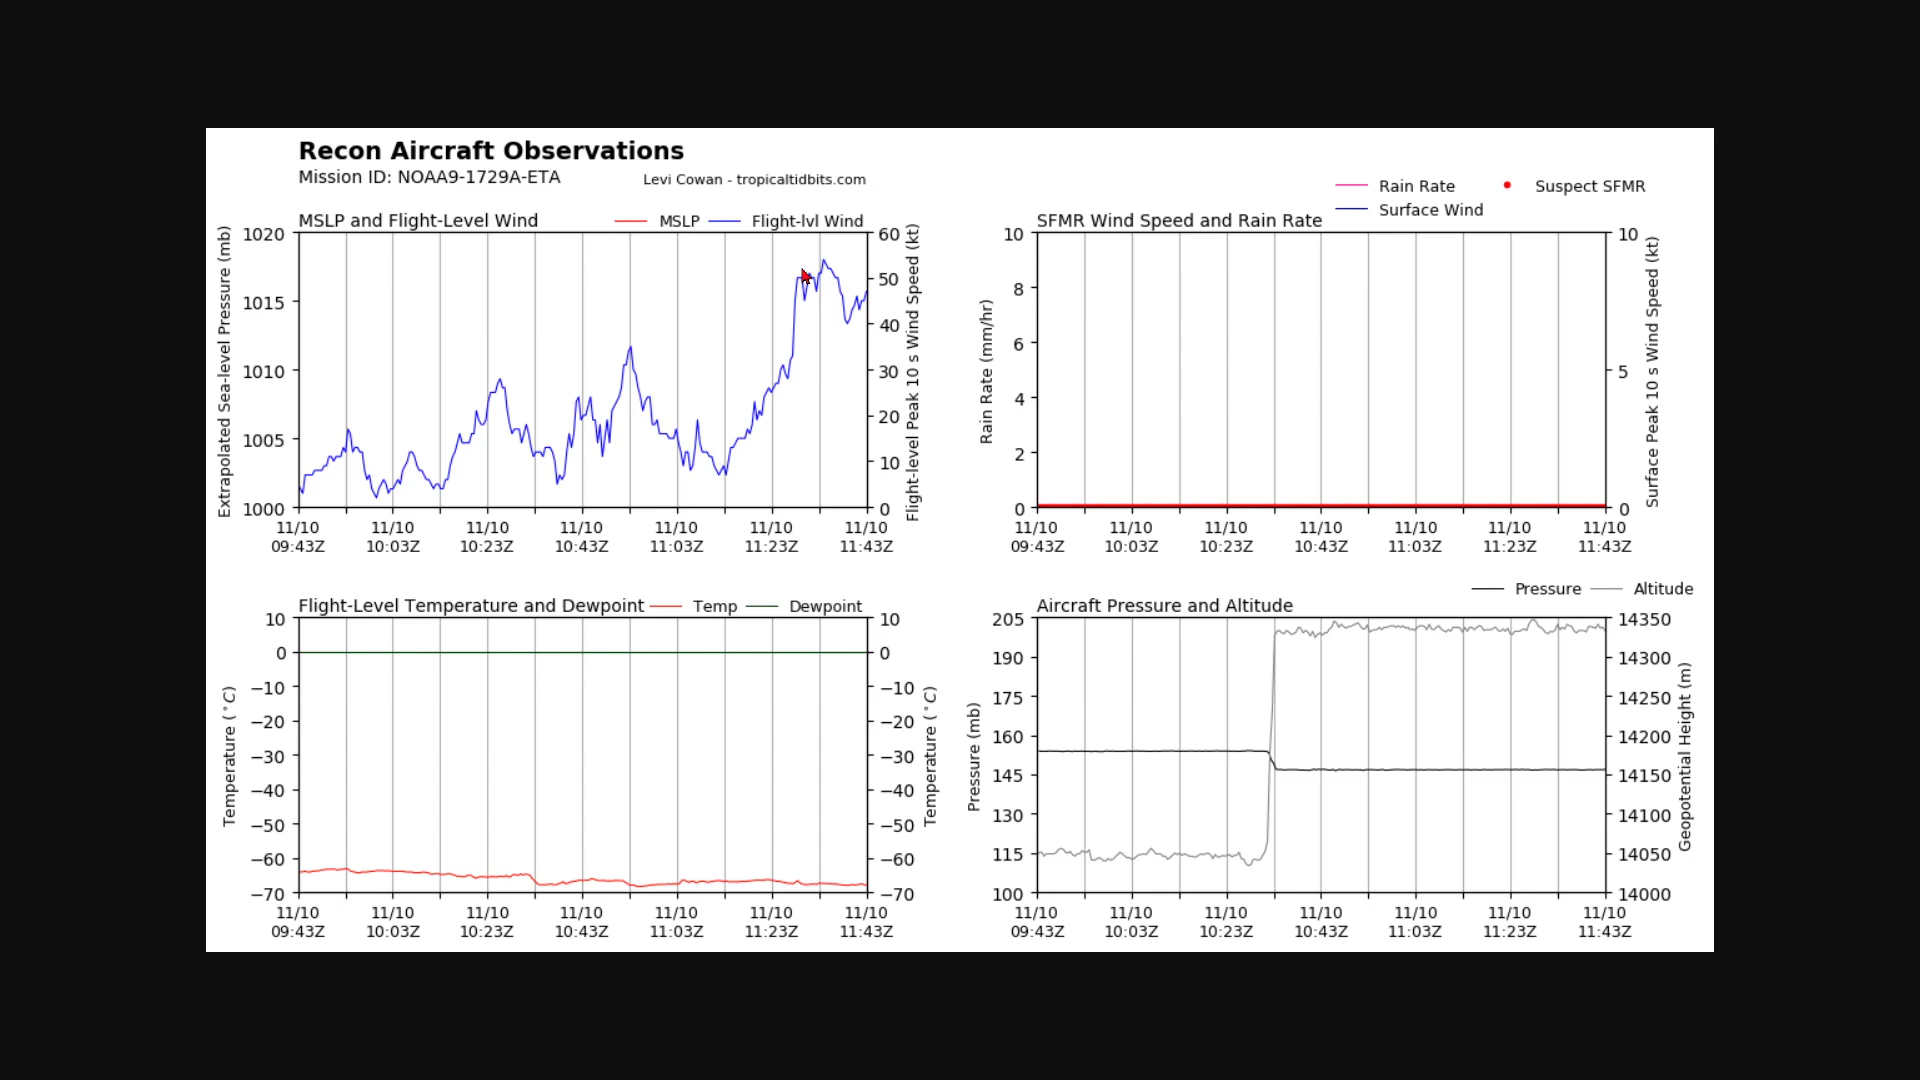 Recon Aircraft Observations
Mission ID: NOAA9-1729A-ETA
Levi Cowan - tropicaltidbits.com
MSLP and Flight-Level Wind
MSLP Flight-lvl Wind
Extrapolated Sea-level Pressure (mb)
1020
1015
1010
1005
1000
60
50
40
30
20
10
0
Flight-level Peak 10 s Wind Speed (kt)
11/10 11/10 11/10 11/10 11/10 11/10 11/10
09:43Z 10:03Z 10:23Z 10:43Z 11:03Z 11:23Z 11:43Z
Rain Rate Suspect SFMR
Surface Wind
SFMR Wind Speed and Rain Rate
Rain Rate (mm/hr)
10
8
6
4
2
0
10
5
0
Surface Peak 10 s Wind Speed (kt)
11/10 11/10 11/10 11/10 11/10 11/10 11/10
09:43Z 10:03Z 10:23Z 10:43Z 11:03Z 11:23Z 11:43Z
Flight-Level Temperature and Dewpoint
Temp Dewpoint
Temperature (°C)
10
0
−10
−20
−30
−40
−50
−60
−70
10
0
−10
−20
−30
−40
−50
−60
−70
Temperature (°C)
11/10 11/10 11/10 11/10 11/10 11/10 11/10
09:43Z 10:03Z 10:23Z 10:43Z 11:03Z 11:23Z 11:43Z
Pressure Altitude
Aircraft Pressure and Altitude
Pressure (mb)
205
190
175
160
145
130
115
100
14350
14300
14250
14200
14150
14100
14050
14000
Geopotential Height (m)
11/10 11/10 11/10 11/10 11/10 11/10 11/10
09:43Z 10:03Z 10:23Z 10:43Z 11:03Z 11:23Z 11:43Z